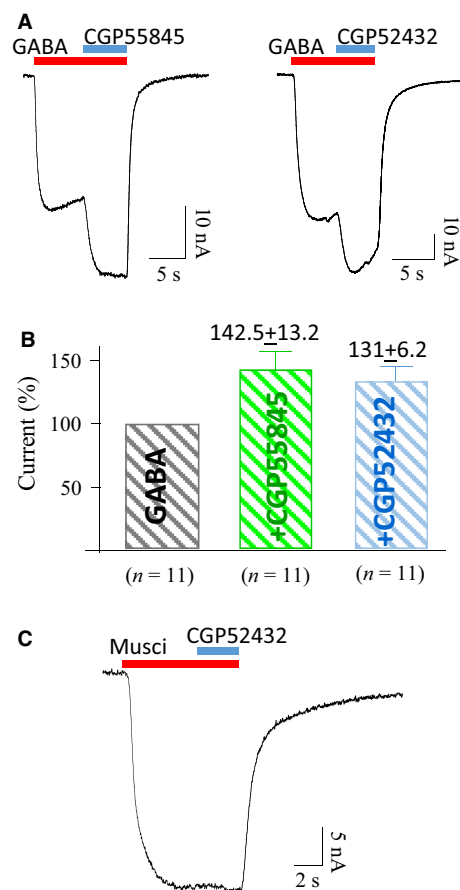 A
GABA CGP55845 GABA CGP52432
10 nA 10 nA
5 s 5 s
B
142.5±13.2 131±6.2
150
100
50
Current (%)
GABA +CGP55845 +CGP52432
(n = 11) (n = 11) (n = 11)
C
Musci CGP52432
5 nA
2 s